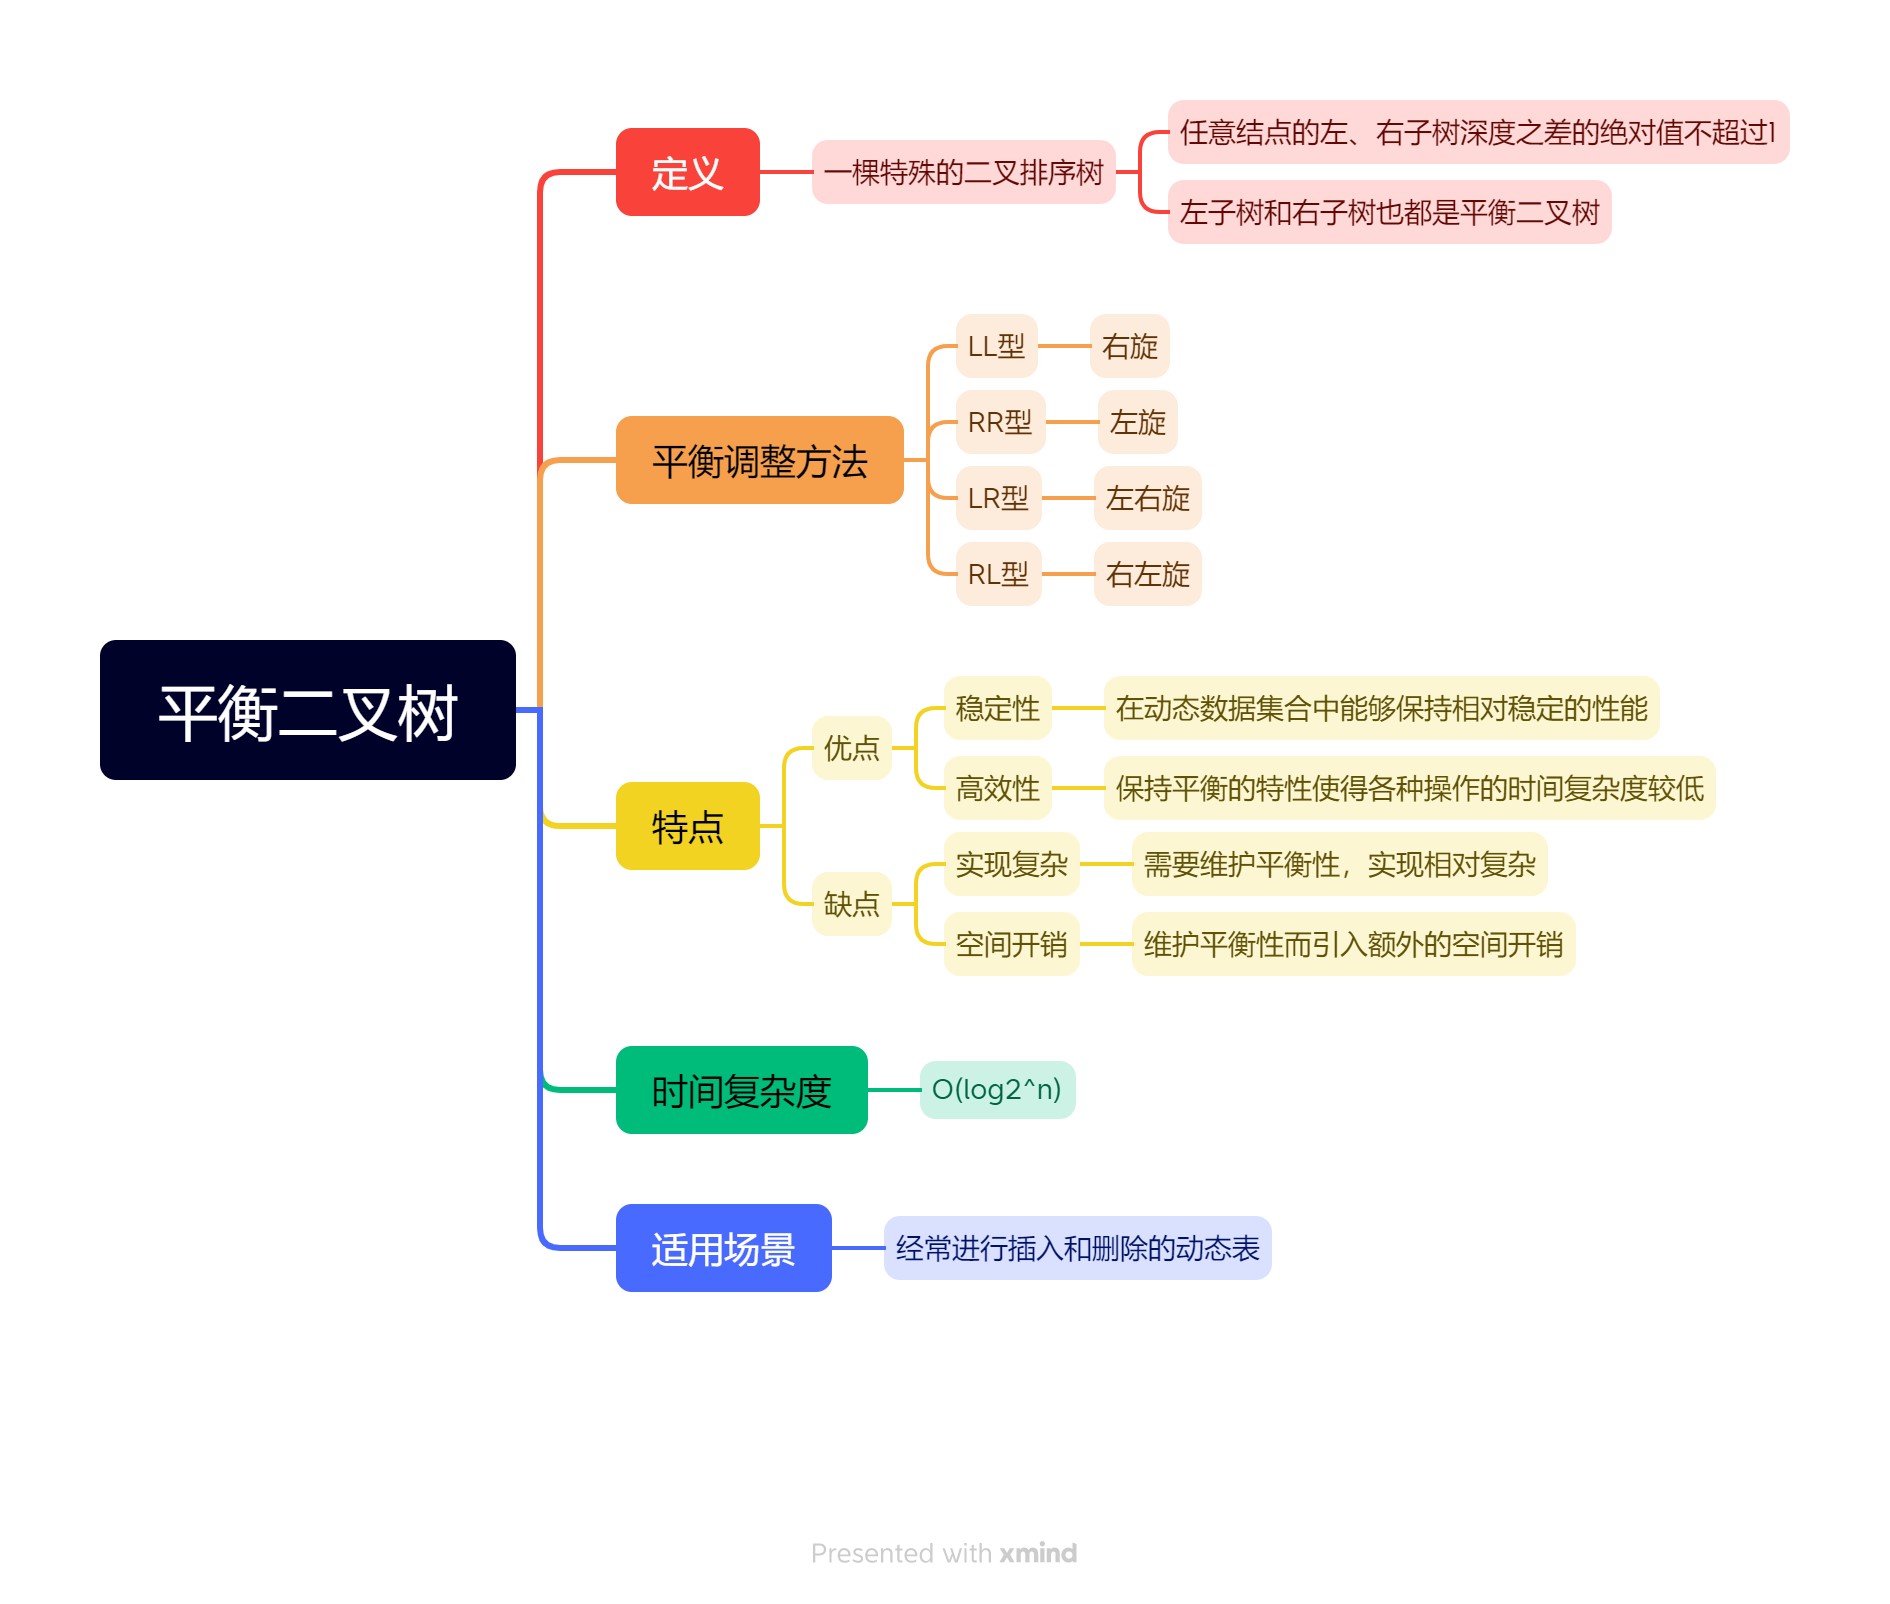 平衡二叉树
定义
一棵特殊的二叉排序树
任意结点的左、右子树深度之差的绝对值不超过1
左子树和右子树也都是平衡二叉树
平衡调整方法
LL型
右旋
RR型
左旋
LR型
左右旋
RL型
右左旋
特点
优点
稳定性
在动态数据集合中能够保持相对稳定的性能
高效性
保持平衡的特性使得各种操作的时间复杂度较低
缺点
实现复杂
需要维护平衡性，实现相对复杂
空间开销
维护平衡性而引入额外的空间开销
时间复杂度
O(log2^n)
适用场景
经常进行插入和删除的动态表
Presented with xmind